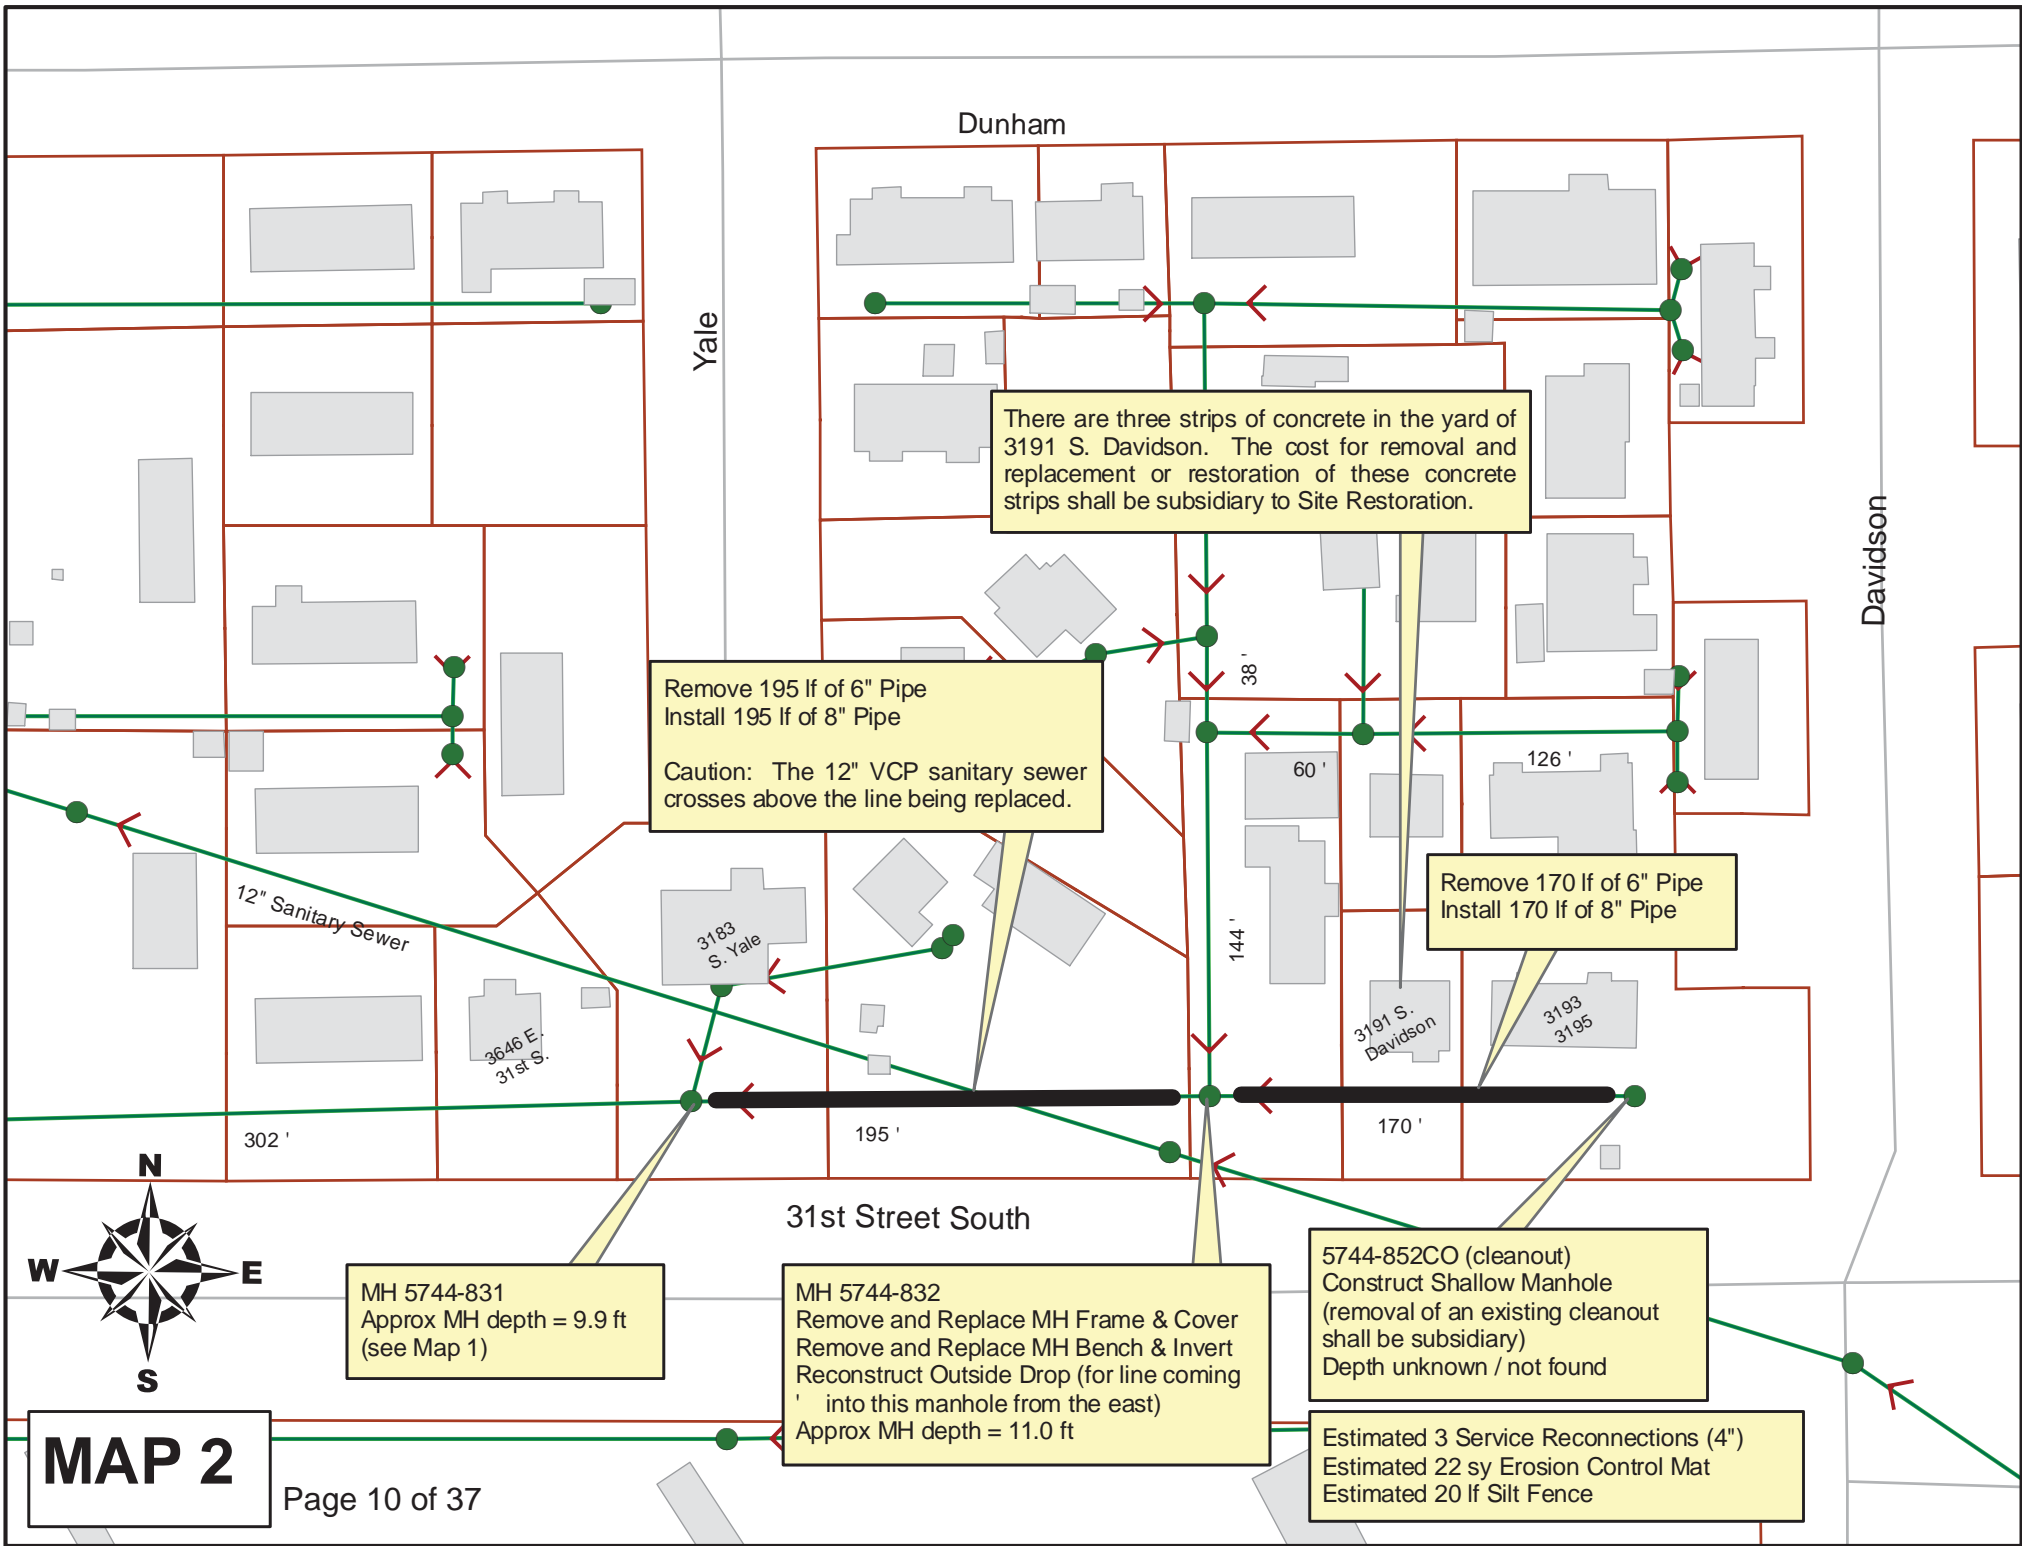 Dunham
Yale
There are three strips of concrete in the yard of
3191 S. Davidson. The cost for removal and
replacement or restoration of these concrete
strips shall be subsidiary to Site Restoration.
Davidson
38 '
Remove 195 lf of 6" Pipe
Install 195 lf of 8" Pipe
Caution: The 12" VCP sanitary sewer
crosses above the line being replaced.
60 '
126 '
12" Sanitary Sewer
3183
S. Yale
144 '
Remove 170 lf of 6" Pipe
Install 170 lf of 8" Pipe
3646 E.
31st S.
3191 S.
Davidson
3193
3195
302 '
195 '
170 '
N
W
E
S
31st Street South
MH 5744-831
Approx MH depth = 9.9 ft
(see Map 1)
MH 5744-832
Remove and Replace MH Frame & Cover
Remove and Replace MH Bench & Invert
Reconstruct Outside Drop (for line coming
' into this manhole from the east)
Approx MH depth = 11.0 ft
5744-852CO (cleanout)
Construct Shallow Manhole
(removal of an existing cleanout
shall be subsidiary)
Depth unknown / not found
Estimated 3 Service Reconnections (4")
Estimated 22 sy Erosion Control Mat
Estimated 20 lf Silt Fence
MAP 2
Page 10 of 37